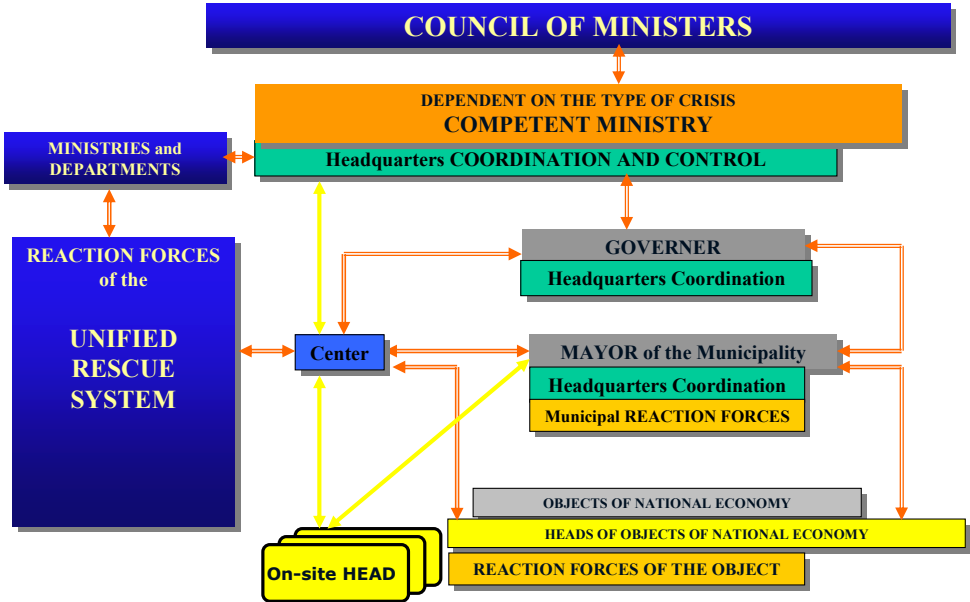 COUNCIL OF MINISTERS
DEPENDENT ON THE TYPE OF CRISIS
COMPETENT MINISTRY
Headquarters COORDINATION AND CONTROL
MINISTRIES and
DEPARTMENTS
REACTION FORCES
of the
UNIFIED
RESCUE
SYSTEM
GOVERNER
Headquarters Coordination
Center
MAYOR of the Municipality
Headquarters Coordination
Municipal REACTION FORCES
OBJECTS OF NATIONAL ECONOMY
HEADS OF OBJECTS OF NATIONAL ECONOMY
REACTION FORCES OF THE OBJECT
On-site HEAD